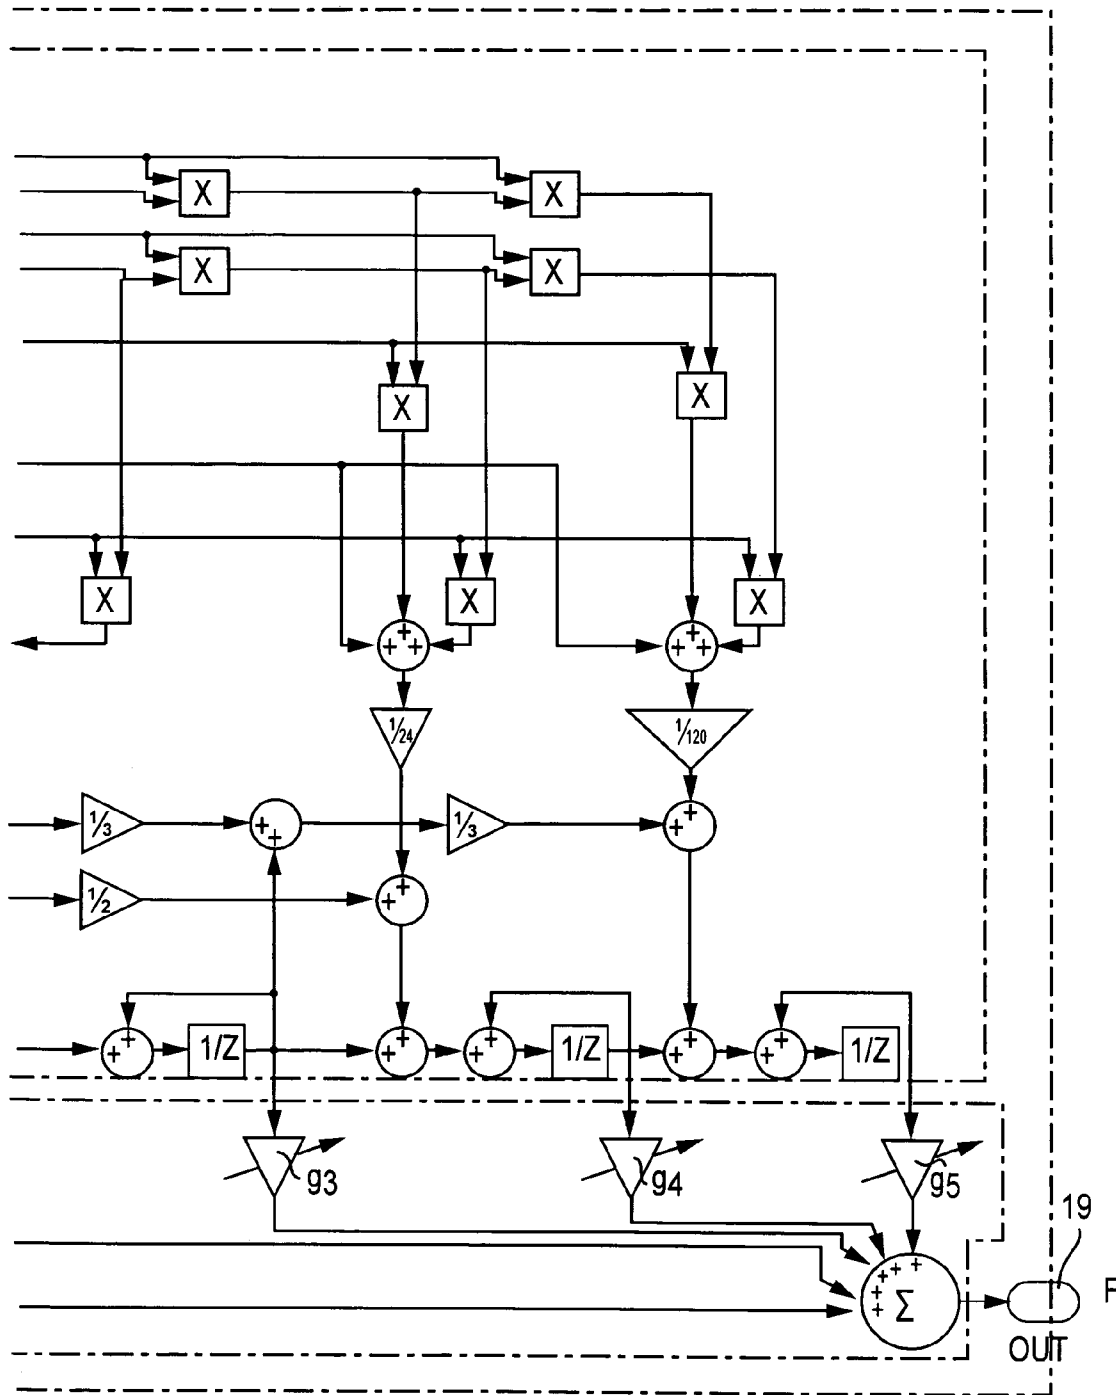 X X
X X
X X
X X X
+ + + + + +
1/24 1/120
1/3 + + 1/3 + +
1/2 + +
+ + 1/Z + + + + 1/Z + + + + 1/Z
g3 g4 g5
19
+ + + + + Σ F
OUT